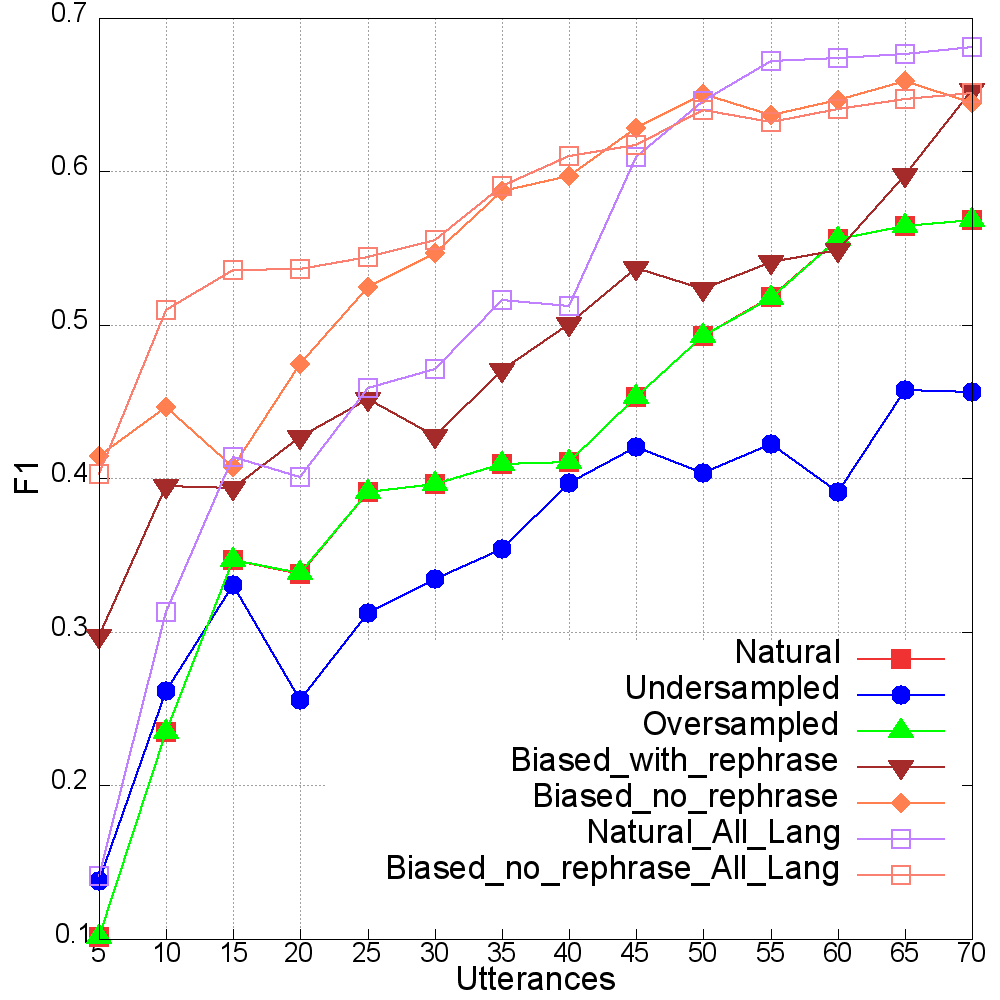 0.7
0.6
0.5
0.4
0.3
0.2
0.1
F1
Natural
Undersampled
Oversampled
Biased_with_rephrase
Biased_no_rephrase
Natural_All_Lang
Biased_no_rephrase_All_Lang
5 10 15 20 25 30 35 40 45 50 55 60 65 70
Utterances